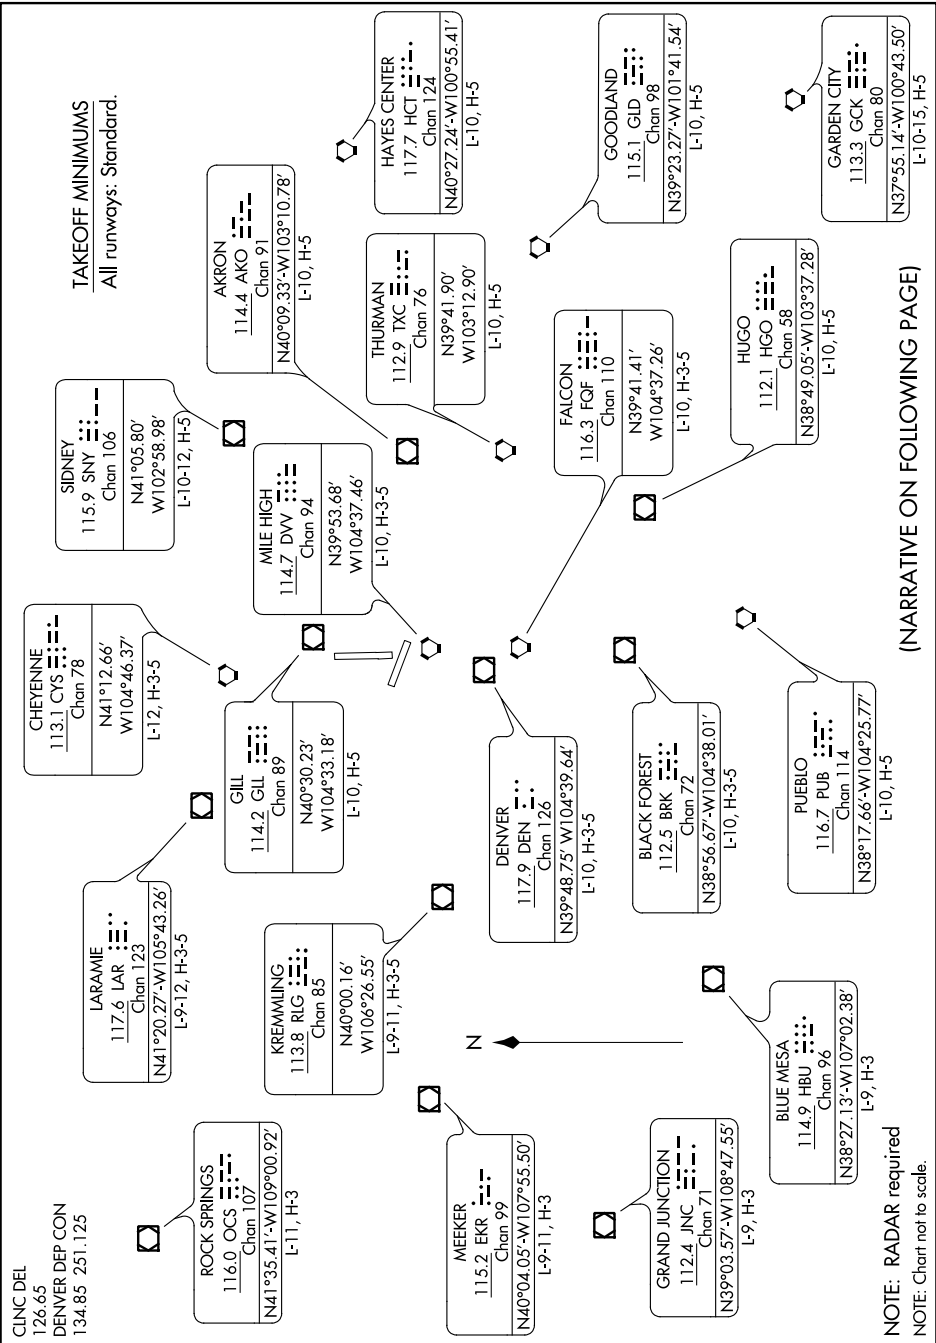 CLNC DEL
126.65
DENVER DEP CON
134.85 251.125
TAKEOFF MINIMUMS
All runways: Standard.
ROCK SPRINGS
116.0 OCS
Chan 107
N41°35.41'-W109°00.92'
L-11, H-3
LARAMIE
117.6 LAR
Chan 123
N41°20.27'-W105°43.26'
L-9-12, H-3-5
CHEYENNE
113.1 CYS
Chan 78
N41°12.66'
W104°46.37'
L-12, H-3-5
SIDNEY
115.9 SNY
Chan 106
N41°05.80'
W102°58.98'
L-10-12, H-5
AKRON
114.4 AKO
Chan 91
N40°09.33'-W103°10.78'
L-10, H-5
HAYES CENTER
117.7 HCT
Chan 124
N40°27.24'-W100°55.41'
L-10, H-5
KREMMLING
113.8 RLG
Chan 85
N40°00.16'
W106°26.55'
L-9-11, H-3-5
GILL
114.2 GLL
Chan 89
N40°30.23'
W104°33.18'
L-10, H-5
MILE HIGH
114.7 DVV
Chan 94
N39°53.68'
W104°37.46'
L-10, H-3-5
THURMAN
112.9 TXC
Chan 76
N39°41.90'
W103°12.90'
L-10, H-5
GOODLAND
115.1 GLD
Chan 98
N39°23.27'-W101°41.54'
L-10, H-5
N
MEEKER
115.2 EKR
Chan 99
N40°04.05'-W107°55.50'
L-9-11, H-3
DENVER
117.9 DEN
Chan 126
N39°48.75' W104°39.64'
L-10, H-3-5
FALCON
116.3 FQF
Chan 110
N39°41.41'
W104°37.26'
L-10, H-3-5
GRAND JUNCTION
112.4 JNC
Chan 71
N39°03.57'-W108°47.55'
L-9, H-3
BLACK FOREST
112.5 BRK
Chan 72
N38°56.67'-W104°38.01'
L-10, H-3-5
HUGO
112.1 HGO
Chan 58
N38°49.05'-W103°37.28'
L-10, H-5
GARDEN CITY
113.3 GCK
Chan 80
N37°55.14'-W100°43.50'
L-10-15, H-5
BLUE MESA
114.9 HBU
Chan 96
N38°27.13'-W107°02.38'
L-9, H-3
PUEBLO
116.7 PUB
Chan 114
N38°17.66'-W104°25.77'
L-10, H-5
NOTE: RADAR required
NOTE: Chart not to scale.
(NARRATIVE ON FOLLOWING PAGE)